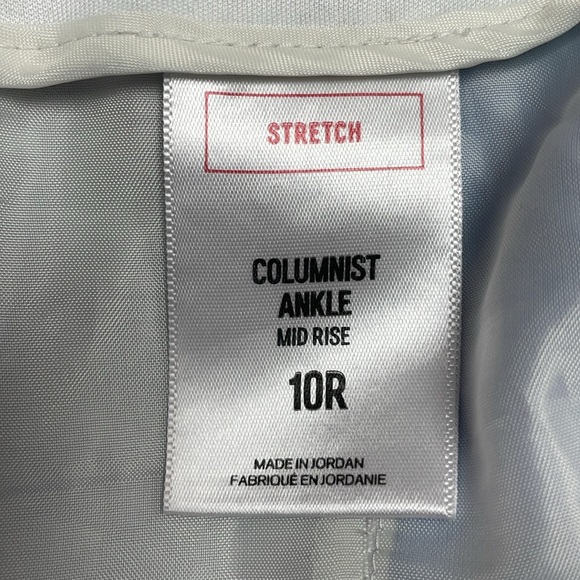 STRETCH
COLUMNIST
ANKLE
MID RISE
10R
MADE IN JORDAN
FABRIQUÉ EN JORDANIE